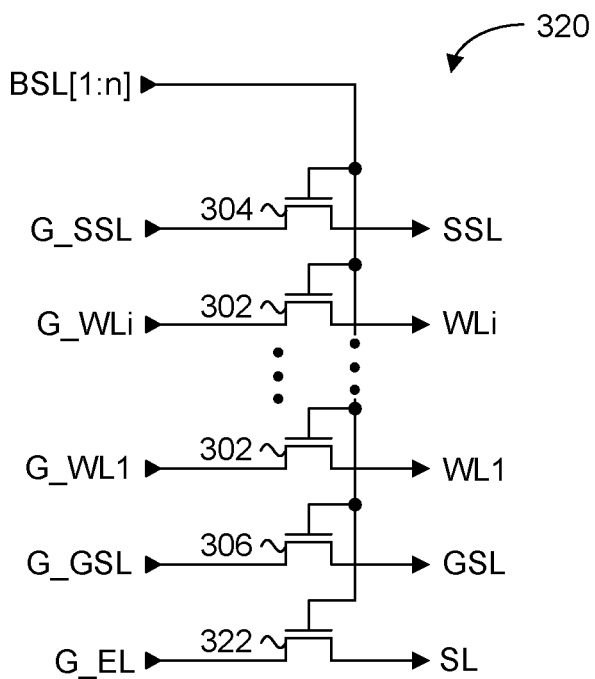 320
BSL[1:n]
304
G_SSL SSL
302
G_WLi WLi
302
G_WL1 WL1
306
G_GSL GSL
322
G_EL SL